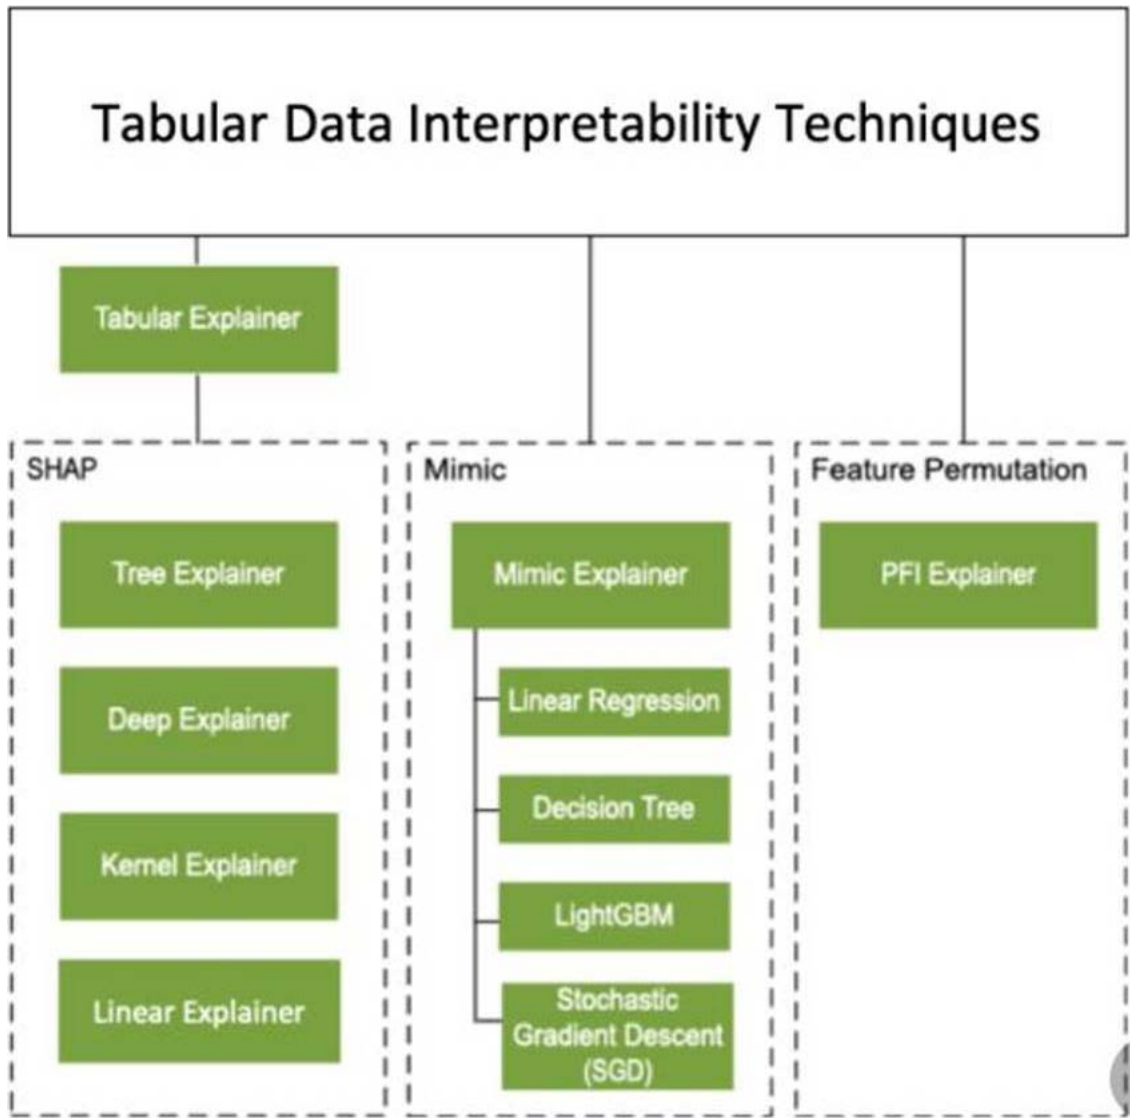 Tabular Data Interpretability Techniques
Tabular Explainer
SHAP
Tree Explainer
Deep Explainer
Kernel Explainer
Linear Explainer
Mimic
Mimic Explainer
Linear Regression
Decision Tree
LightGBM
Stochastic
Gradient Descent
(SGD)
Feature Permutation
PFI Explainer